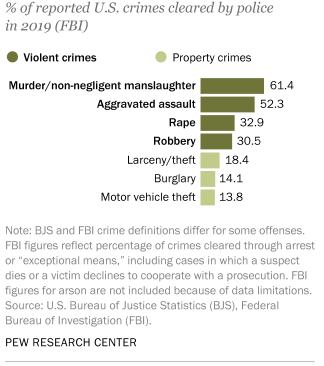 % of reported U.S. crimes cleared by police
in 2019 (FBI)
Violent crimes
Property crimes
Murder/non-negligent manslaughter 61.4
Aggravated assault 52.3
Rape 32.9
Robbery 30.5
Larceny/theft 18.4
Burglary 14.1
Motor vehicle theft 13.8
Note: BJS and FBI crime definitions differ for some offenses.
FBI figures reflect percentage of crimes cleared through arrest
or “exceptional means,” including cases in which a suspect
dies or a victim declines to cooperate with a prosecution. FBI
figures for arson are not included because of data limitations.
Source: U.S. Bureau of Justice Statistics (BJS), Federal
Bureau of Investigation (FBI).
PEW RESEARCH CENTER